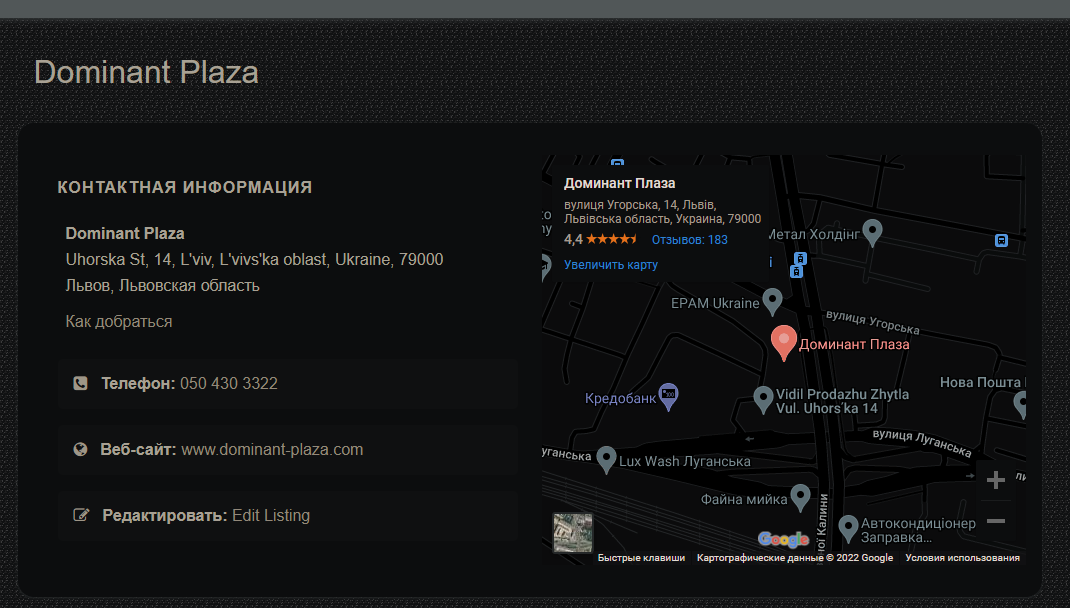 Dominant Plaza
КОНТАКТНАЯ ИНФОРМАЦИЯ
Dominant Plaza
Uhorska St, 14, L'viv, L'vivs'ka oblast, Ukraine, 79000
Львов, Львовская область
Как добраться
Телефон: 050 430 3322
Веб-сайт: www.dominant-plaza.com
Редактировать: Edit Listing
Доминант Плаза
вулиця Угорська, 14, Львів,
Львівська область, Украина, 79000
4,4 Отзывов: 183
Увеличить карту
Метал Холдінг
EPAM Ukraine
вулиця Угорська
Доминант Плаза
Нова Пошта
Кредобанк
Vidil Prodazhu Zhytla
Vul. Uhors'ka 14
вулиця Луганська
уганська
Lux Wash Луганська
Файна мийка
ної Калини
Автокондиціонер
Заправка...
Google
Быстрые клавиши
Картографические данные © 2022 Google
Условия использования